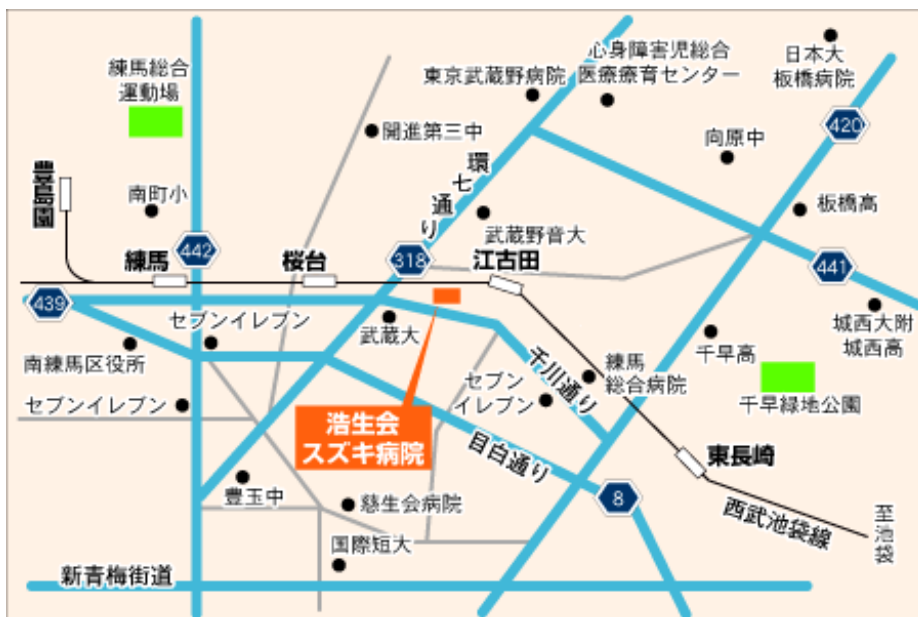 練馬総合
運動場
東京武蔵野病院
心身障害児総合
医療療育センター
日本大
板橋病院
420
開進第三中
向原中
環七通り
豊島園
南町小
板橋高
武蔵野音大
442
318
練馬
桜台
江古田
441
439
セブンイレブン
武蔵大
城西大附
城西高
南練馬区役所
千早高
千川通り
練馬
総合病院
セブン
イレブン
セブンイレブン
千早緑地公園
浩生会
スズキ病院
目白通り
東長崎
豊玉中
慈生会病院
8
西武池袋線
至池袋
国際短大
新青梅街道